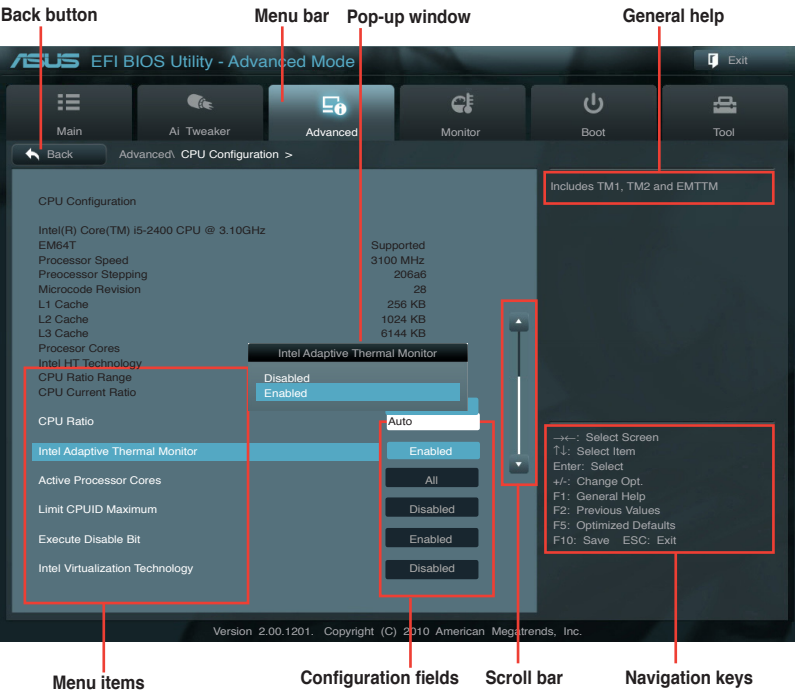 Back button
Menu bar
Pop-up window
General help
ASUS EFI BIOS Utility - Advanced Mode
Exit
Main
Ai Tweaker
Advanced
Monitor
Boot
Tool
Back
Advanced\ CPU Configuration >
Includes TM1, TM2 and EMTTM
CPU Configuration
Intel(R) Core(TM) i5-2400 CPU @ 3.10GHz
EM64T Supported
Processor Speed 3100 MHz
Preocessor Stepping 206a6
Microcode Revision 28
L1 Cache 256 KB
L2 Cache 1024 KB
L3 Cache 6144 KB
Procesor Cores
Intel HT Technology
CPU Ratio Range
CPU Current Ratio
Intel Adaptive Thermal Monitor
Disabled
Enabled
CPU Ratio Auto
Intel Adaptive Thermal Monitor Enabled
Active Processor Cores All
Limit CPUID Maximum Disabled
Execute Disable Bit Enabled
Intel Virtualization Technology Disabled
→←: Select Screen
↑↓: Select Item
Enter: Select
+/-: Change Opt.
F1: General Help
F2: Previous Values
F5: Optimized Defaults
F10: Save ESC: Exit
Version 2.00.1201. Copyright (C) 2010 American Megatrends, Inc.
Menu items
Configuration fields
Scroll bar
Navigation keys